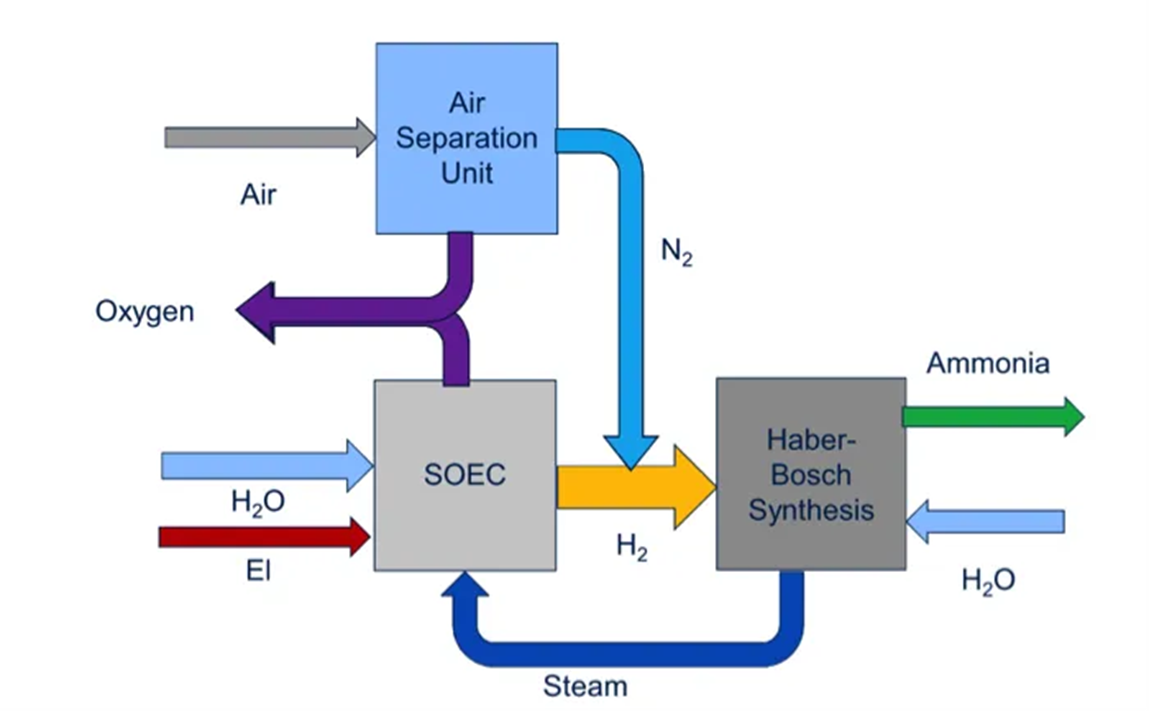 Air
Separation
Unit
Air
N₂
Oxygen
Ammonia
Haber-
Bosch
Synthesis
SOEC
H₂O
El
H₂
H₂O
Steam